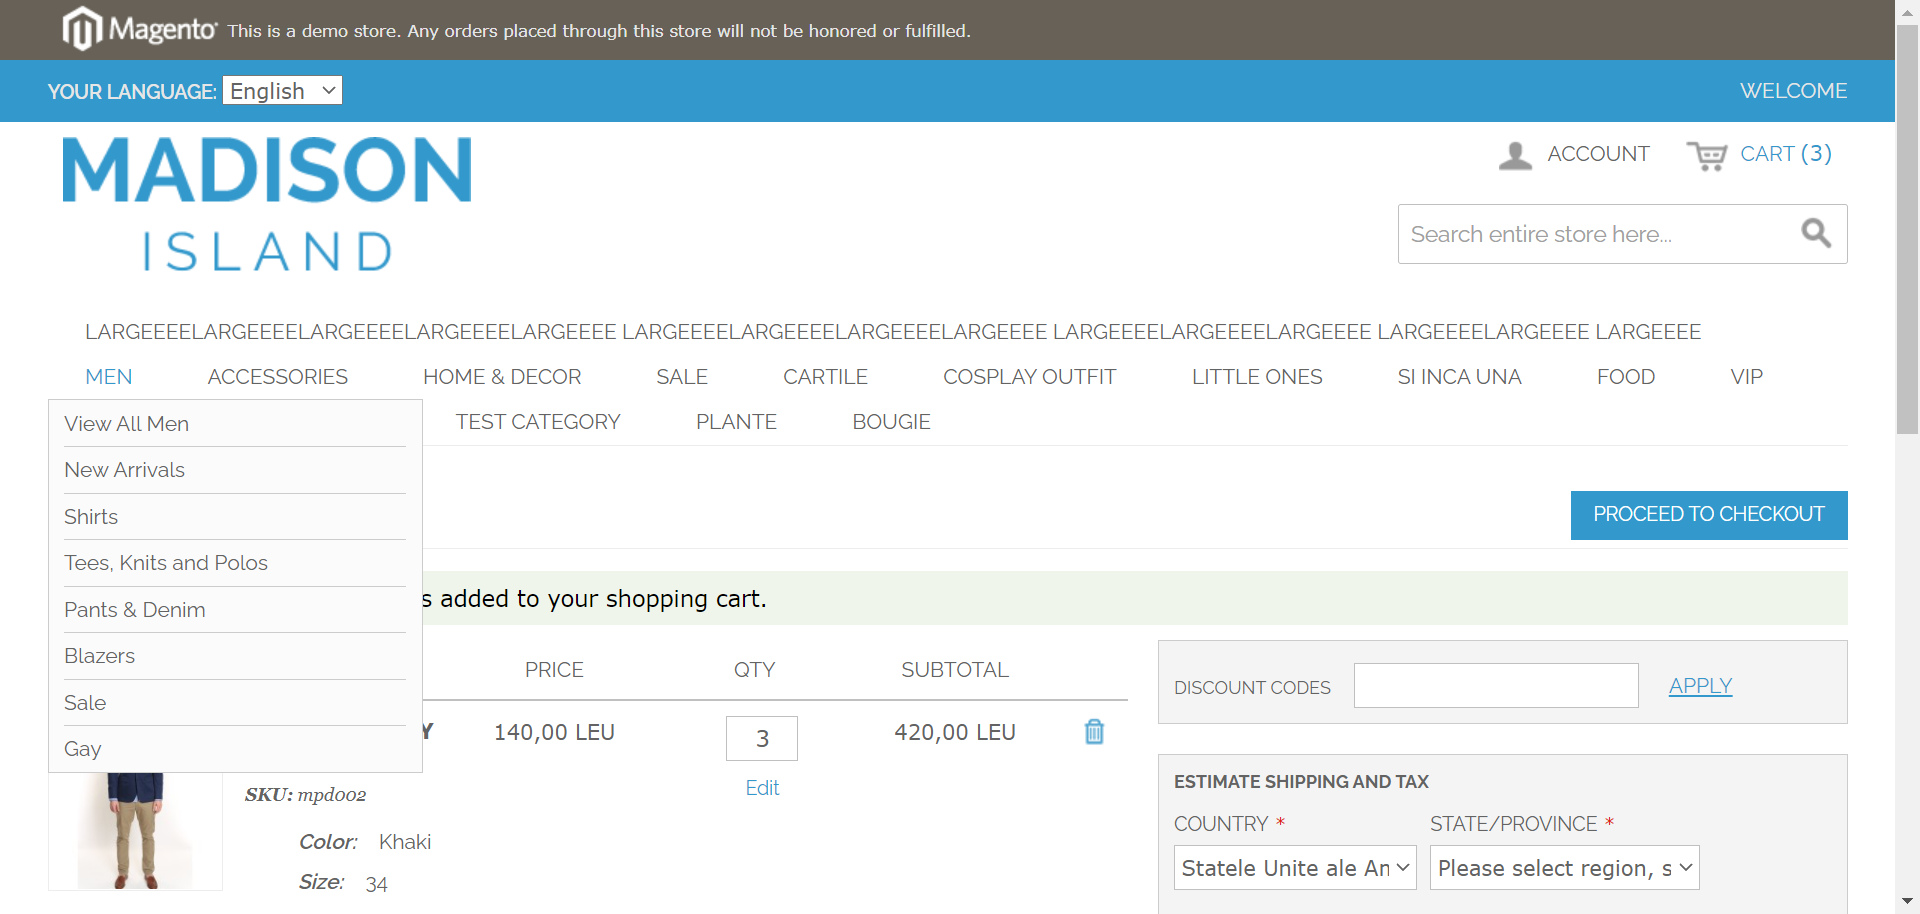 Magento This is a demo store. Any orders placed through this store will not be honored or fulfilled.
YOUR LANGUAGE: English WELCOME
MADISON
ISLAND
ACCOUNT CART (3)
Search entire store here...
LARGEEEELARGEEEELARGEEEELARGEEEELARGEEEE LARGEEEELARGEEEELARGEEEELARGEEEE LARGEEEELARGEEEELARGEEEE LARGEEEELARGEEEE LARGEEEE
MEN ACCESSORIES HOME & DECOR SALE CARTILE COSPLAY OUTFIT LITTLE ONES SI INCA UNA FOOD VIP
TEST CATEGORY PLANTE BOUGIE
View All Men
New Arrivals
Shirts
Tees, Knits and Polos
Pants & Denim
Blazers
Sale
Gay
PROCEED TO CHECKOUT
s added to your shopping cart.
PRICE QTY SUBTOTAL
Y 140,00 LEU 3 420,00 LEU
Edit
SKU: mpd002
Color: Khaki
Size: 34
DISCOUNT CODES APPLY
ESTIMATE SHIPPING AND TAX
COUNTRY * STATE/PROVINCE *
Statele Unite ale Am Please select region, s